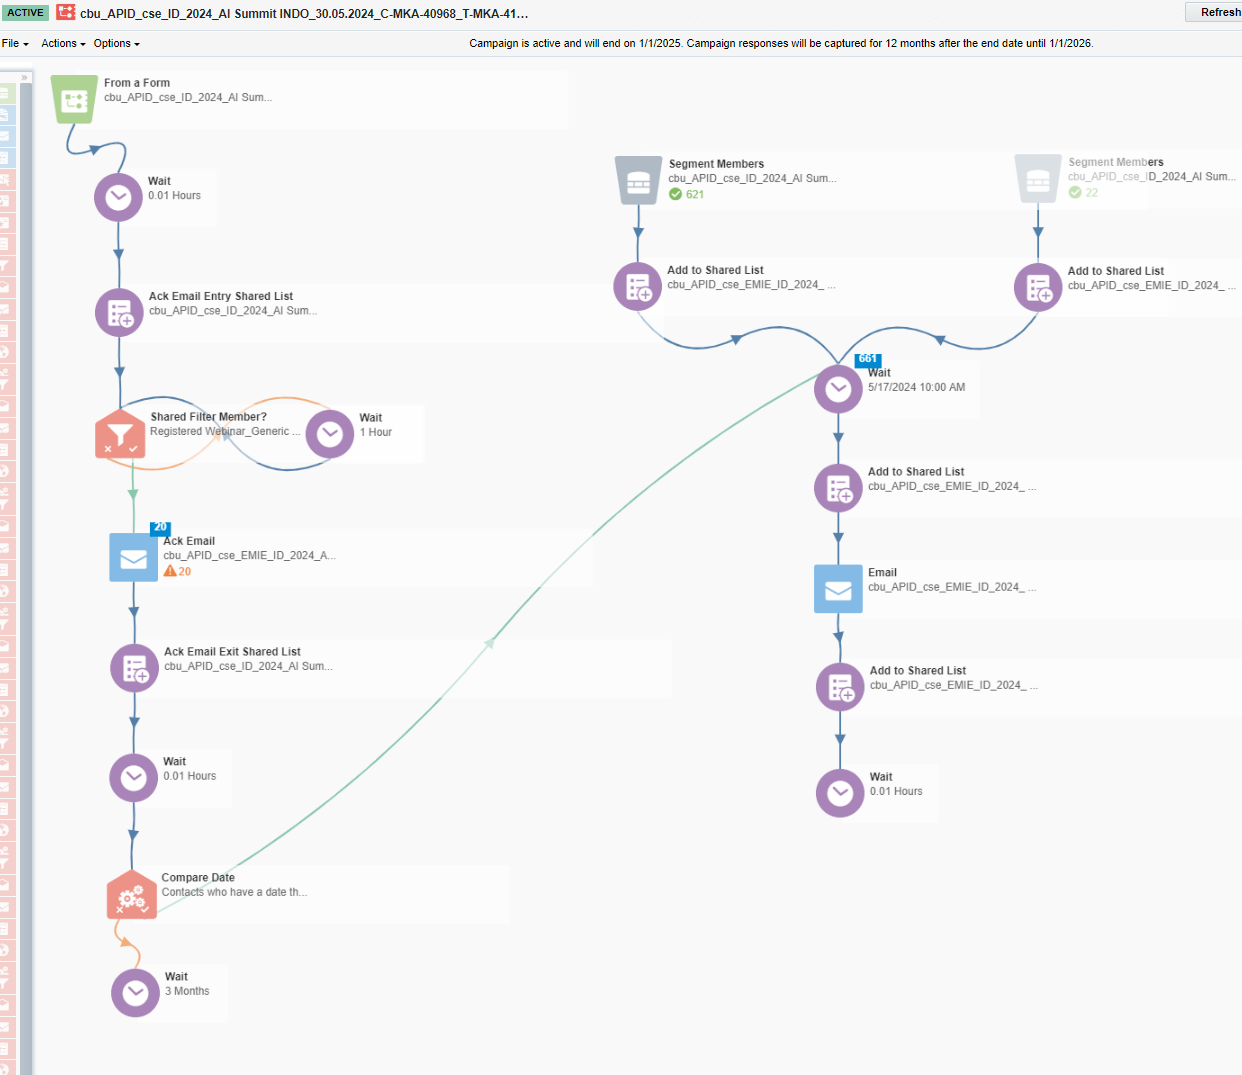 ACTIVE cbu_APID_cse_ID_2024_AI Summit INDO_30.05.2024_C-MKA-40968_T-MKA-41... Refresh
File Actions Options Campaign is active and will end on 1/1/2025. Campaign responses will be captured for 12 months after the end date until 1/1/2026.
From a Form
cbu_APID_cse_ID_2024_AI Sum...
Wait
0.01 Hours
Ack Email Entry Shared List
cbu_APID_cse_ID_2024_AI Sum...
Shared Filter Member?
Registered Webinar_Generic ...
Wait
1 Hour
20
Ack Email
cbu_APID_cse_EMIE_ID_2024_A...
20
Ack Email Exit Shared List
cbu_APID_cse_ID_2024_AI Sum...
Wait
0.01 Hours
Compare Date
Contacts who have a date th...
Wait
3 Months
Segment Members
cbu_APID_cse_ID_2024_AI Sum...
621
Add to Shared List
cbu_APID_cse_EMIE_ID_2024_ ...
Segment Members
cbu_APID_cse_ID_2024_AI Sum...
22
Add to Shared List
cbu_APID_cse_EMIE_ID_2024_ ...
661
Wait
5/17/2024 10:00 AM
Add to Shared List
cbu_APID_cse_EMIE_ID_2024_ ...
Email
cbu_APID_cse_EMIE_ID_2024_ ...
Add to Shared List
cbu_APID_cse_EMIE_ID_2024_ ...
Wait
0.01 Hours